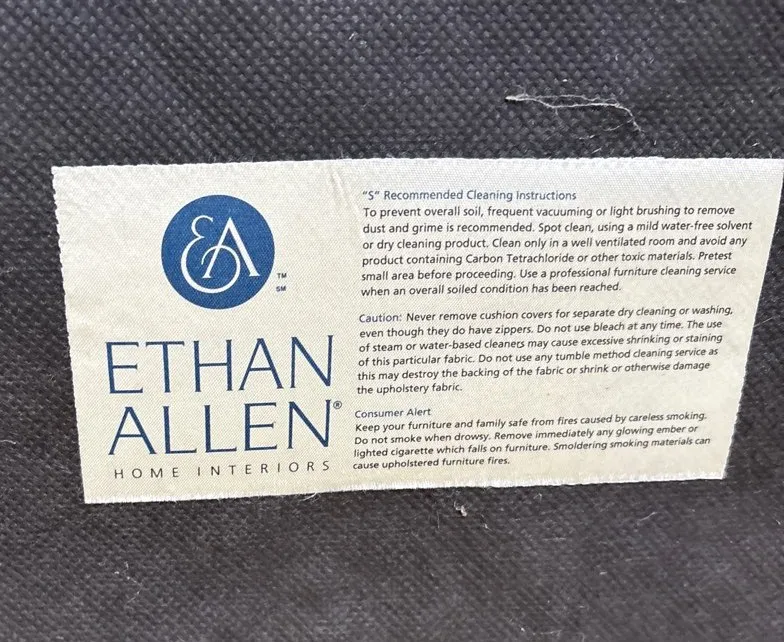 EA
TM
SM
ETHAN
ALLEN®
HOME INTERIORS
"S" Recommended Cleaning Instructions
To prevent overall soil, frequent vacuuming or light brushing to remove
dust and grime is recommended. Spot clean, using a mild water-free solvent
or dry cleaning product. Clean only in a well ventilated room and avoid any
product containing Carbon Tetrachloride or other toxic materials. Pretest
small area before proceeding. Use a professional furniture cleaning service
when an overall soiled condition has been reached.
Caution: Never remove cushion covers for separate dry cleaning or washing,
even though they do have zippers. Do not use bleach at any time. The use
of steam or water-based cleaners may cause excessive shrinking or staining
of this particular fabric. Do not use any tumble method cleaning service as
this may destroy the backing of the fabric or shrink or otherwise damage
the upholstery fabric.
Consumer Alert
Keep your furniture and family safe from fires caused by careless smoking.
Do not smoke when drowsy. Remove immediately any glowing ember or
lighted cigarette which falls on furniture. Smoldering smoking materials can
cause upholstered furniture fires.